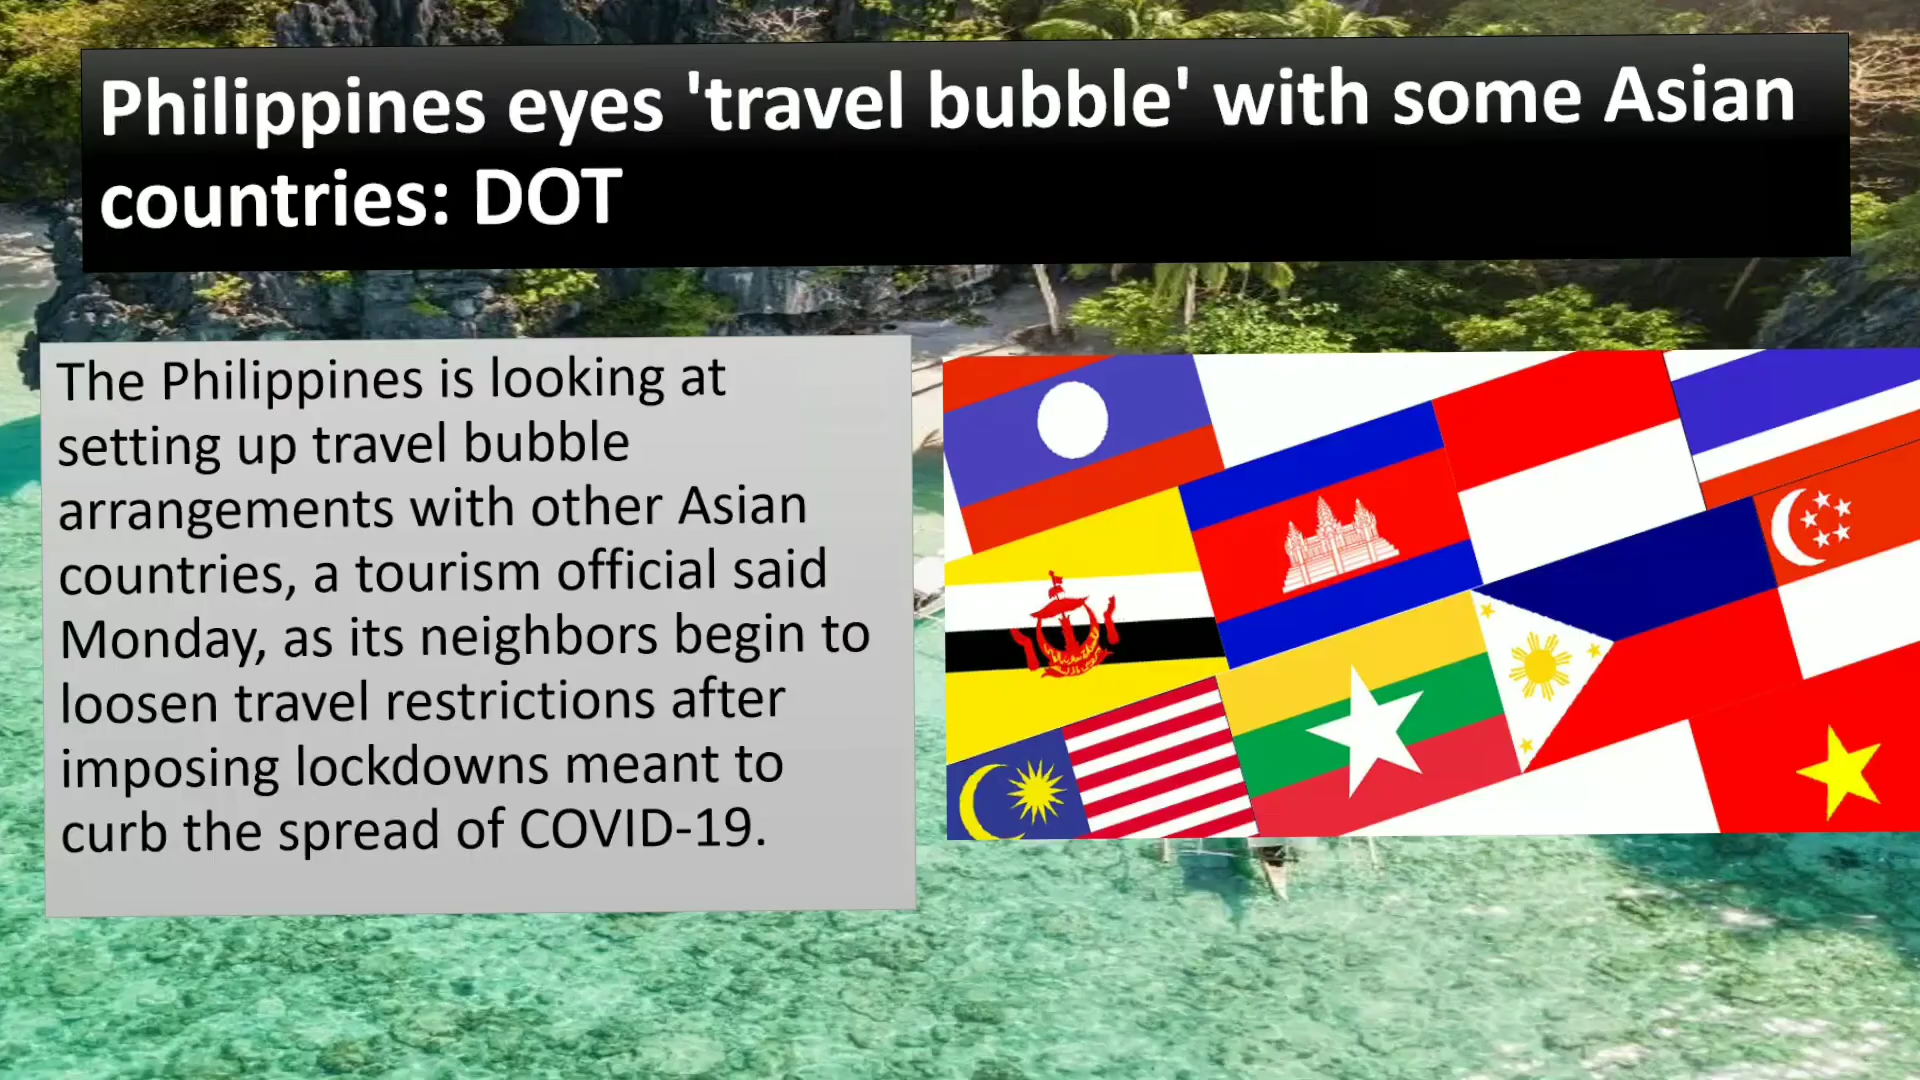 Philippines eyes 'travel bubble' with some Asian
countries: DOT
The Philippines is looking at
setting up travel bubble
arrangements with other Asian
countries, a tourism official said
Monday, as its neighbors begin to
loosen travel restrictions after
imposing lockdowns meant to
curb the spread of COVID-19.